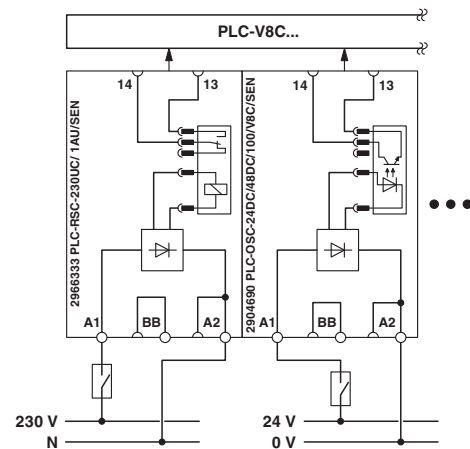 PLC-V8C...
14 13 14 13
2966333 PLC-RSC-230UC/ 1AU/SEN
2904690 PLC-OSC-24DC/48DC/100/V8C/SEN
A1 BB A2 A1 BB A2
230 V 24 V
N 0 V